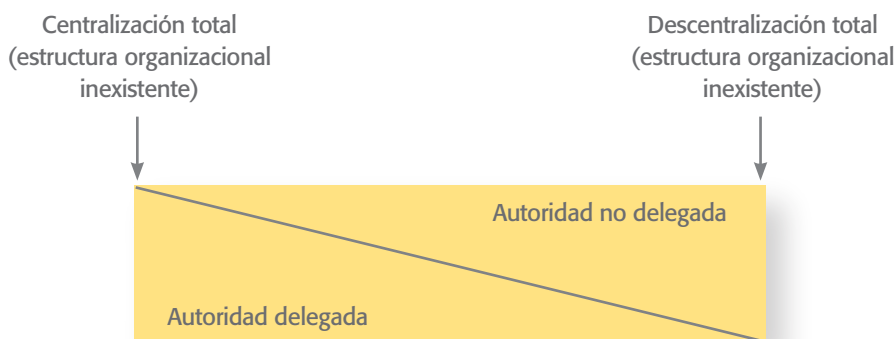 Centralización total
(estructura organizacional
inexistente)
Descentralización total
(estructura organizacional
inexistente)
Autoridad no delegada
Autoridad delegada